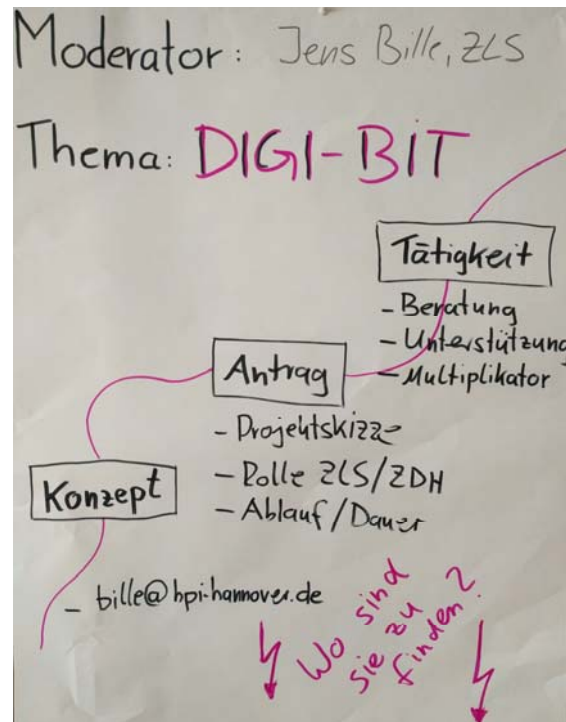 Moderator: Jens Bille, ZLS
Thema: DIGI-BIT
Tätigkeit
- Beratung
- Unterstützung
- Multiplikator
Antrag
- Projektskizze
- Rolle ZLS/ZDH
- Ablauf/Dauer
Konzept
- bille@hpi-hannover.de
Wo sind
sie zu
finden?